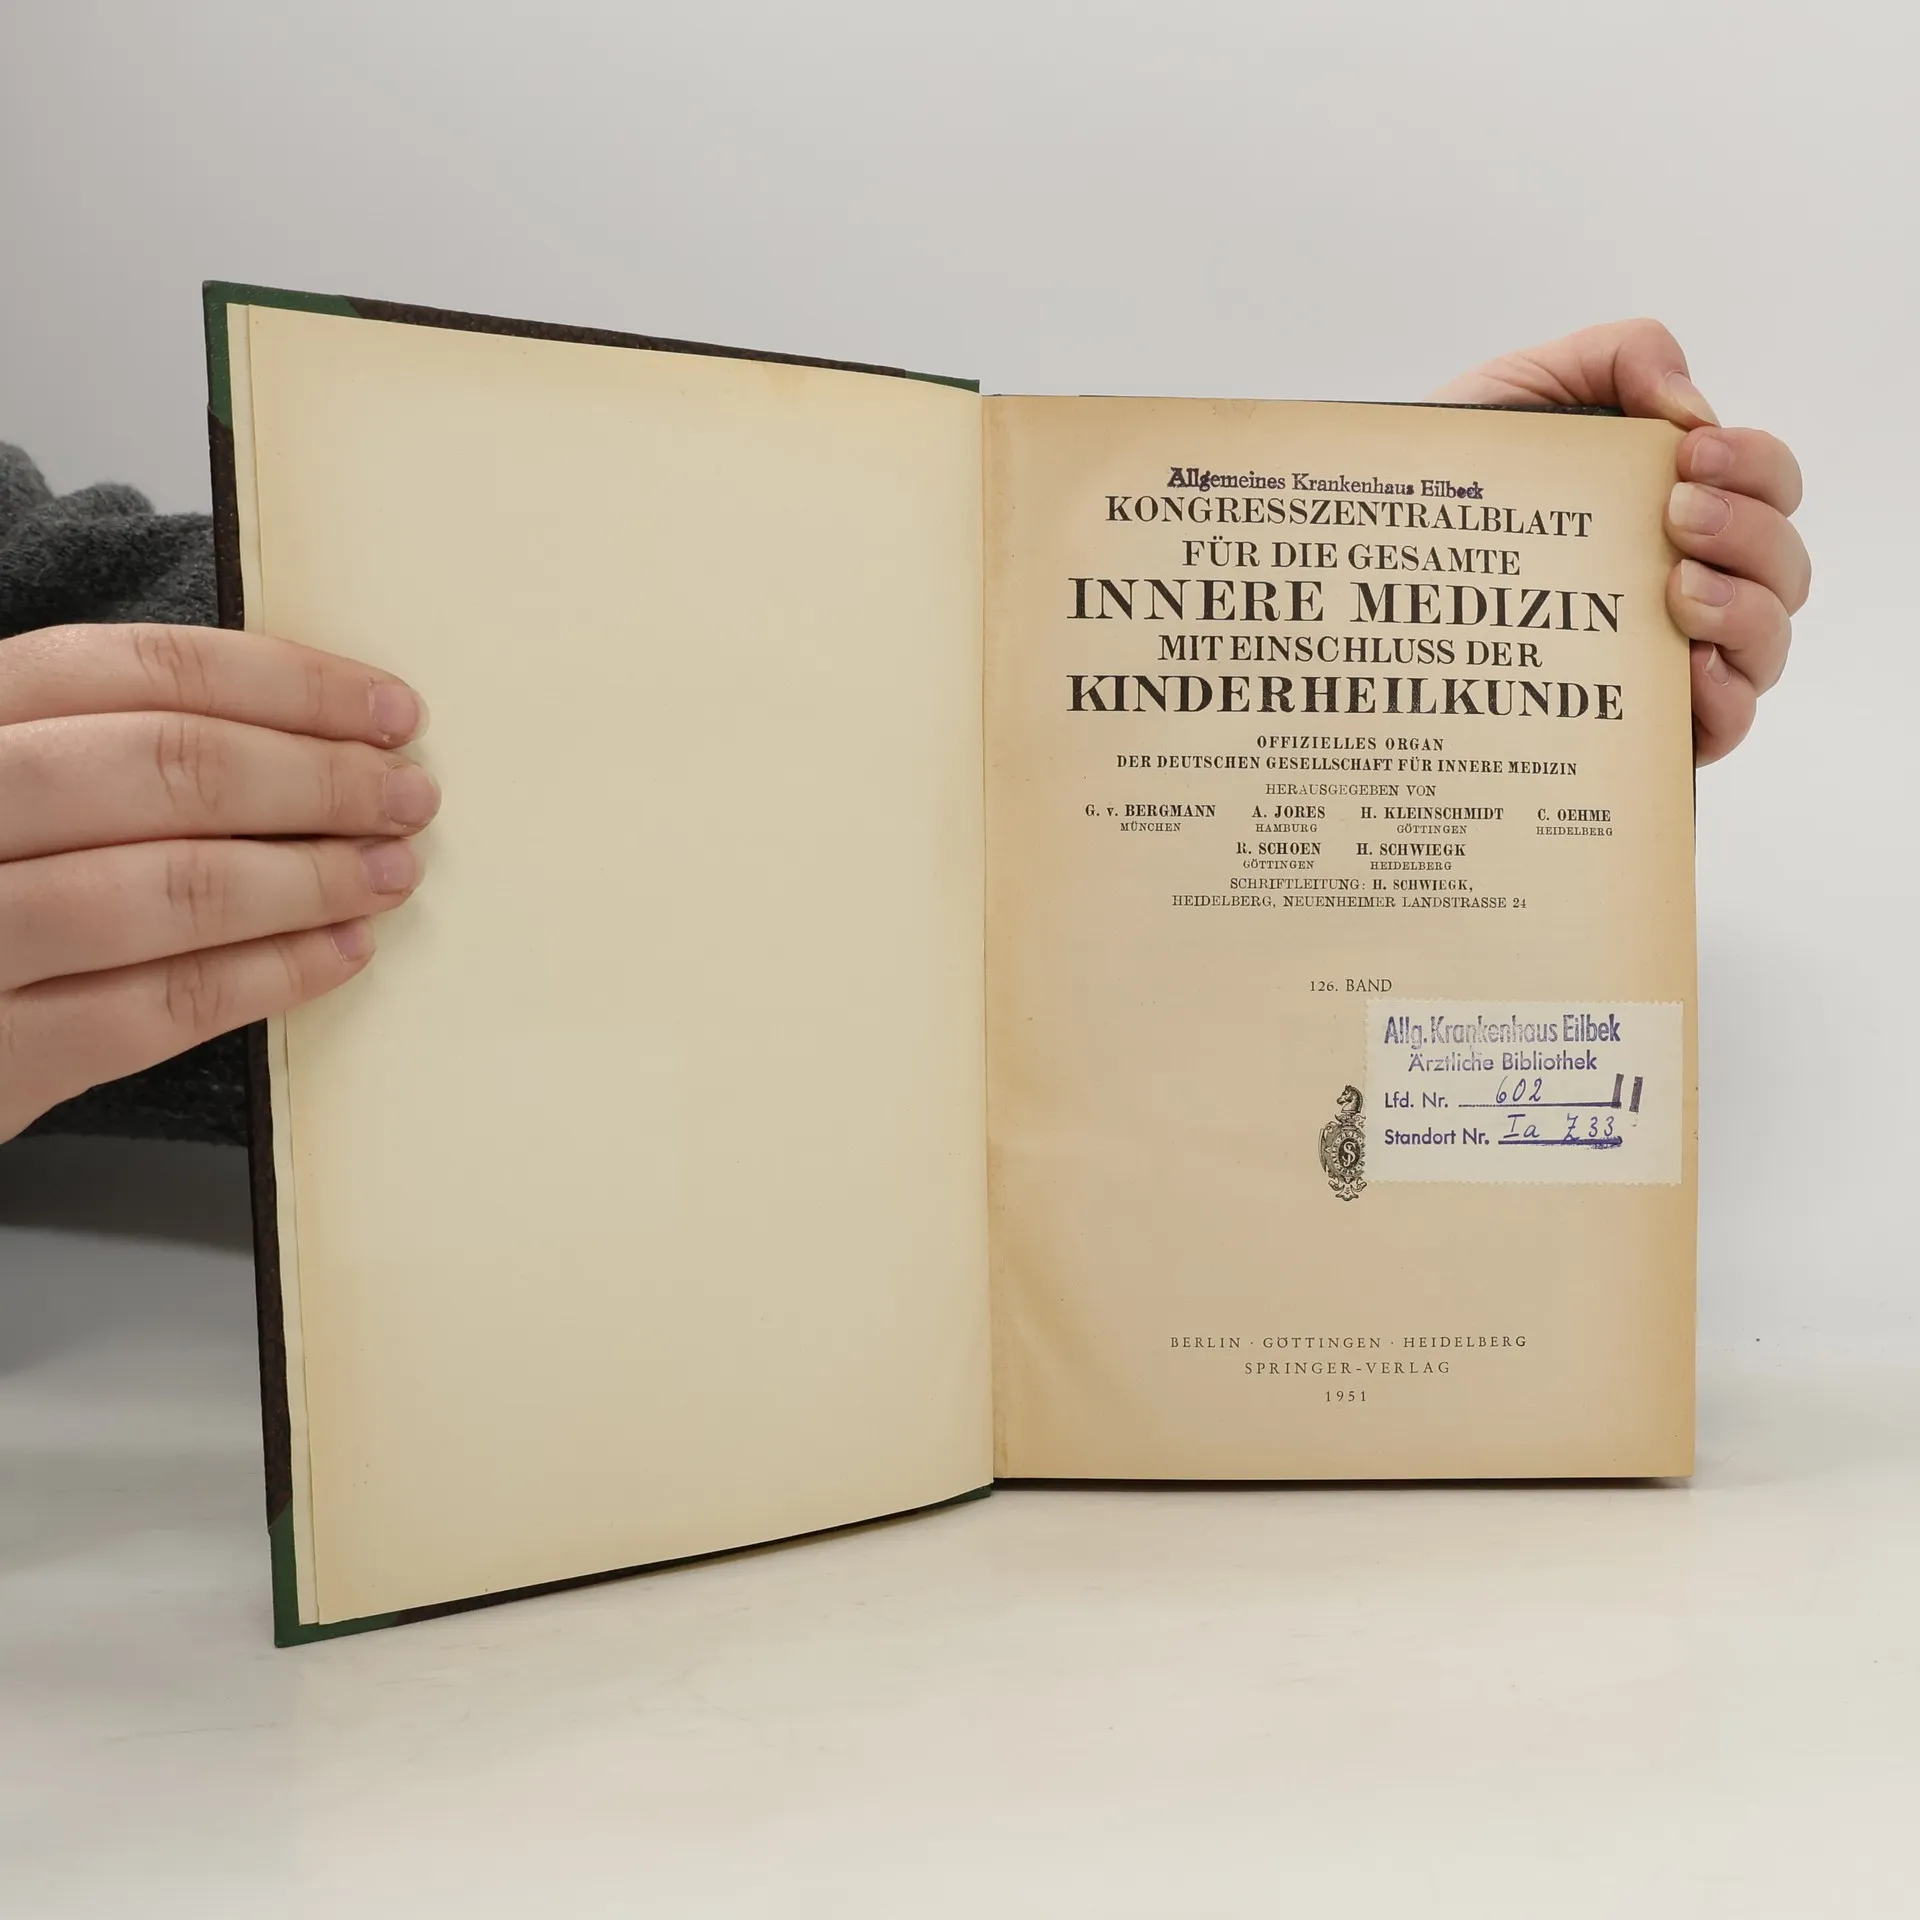 Allgemeines Krankenhaus Eilbeck
KONGRESSZENTRALBLATT
FÜR DIE GESAMTE
INNERE MEDIZIN
MIT EINSCHLUSS DER
KINDERHEILKUNDE
OFFIZIELLES ORGAN
DER DEUTSCHEN GESELLSCHAFT FÜR INNERE MEDIZIN
HERAUSGEGEBEN VON
G. v. BERGMANN A. JORES H. KLEINSCHMIDT C. OEHME
MÜNCHEN HAMBURG GÖTTINGEN HEIDELBERG
R. SCHOEN H. SCHWIEGK
GÖTTINGEN HEIDELBERG
SCHRIFTLEITUNG: H. SCHWIEGK,
HEIDELBERG, NEUENHEIMER LANDSTRASSE 24
126. BAND
Allg. Krankenhaus Eilbek
Ärztliche Bibliothek
Lfd. Nr. 602 II
Standort Nr. Ia Z 33
BERLIN · GÖTTINGEN · HEIDELBERG
SPRINGER-VERLAG
1951